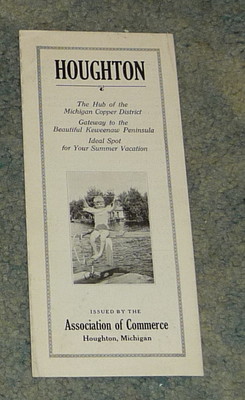 HOUGHTON
The Hub of the
Michigan Copper District
Gateway to the
Beautiful Keweenaw Peninsula
Ideal Spot
for Your Summer Vacation
ISSUED BY THE
Association of Commerce
Houghton, Michigan